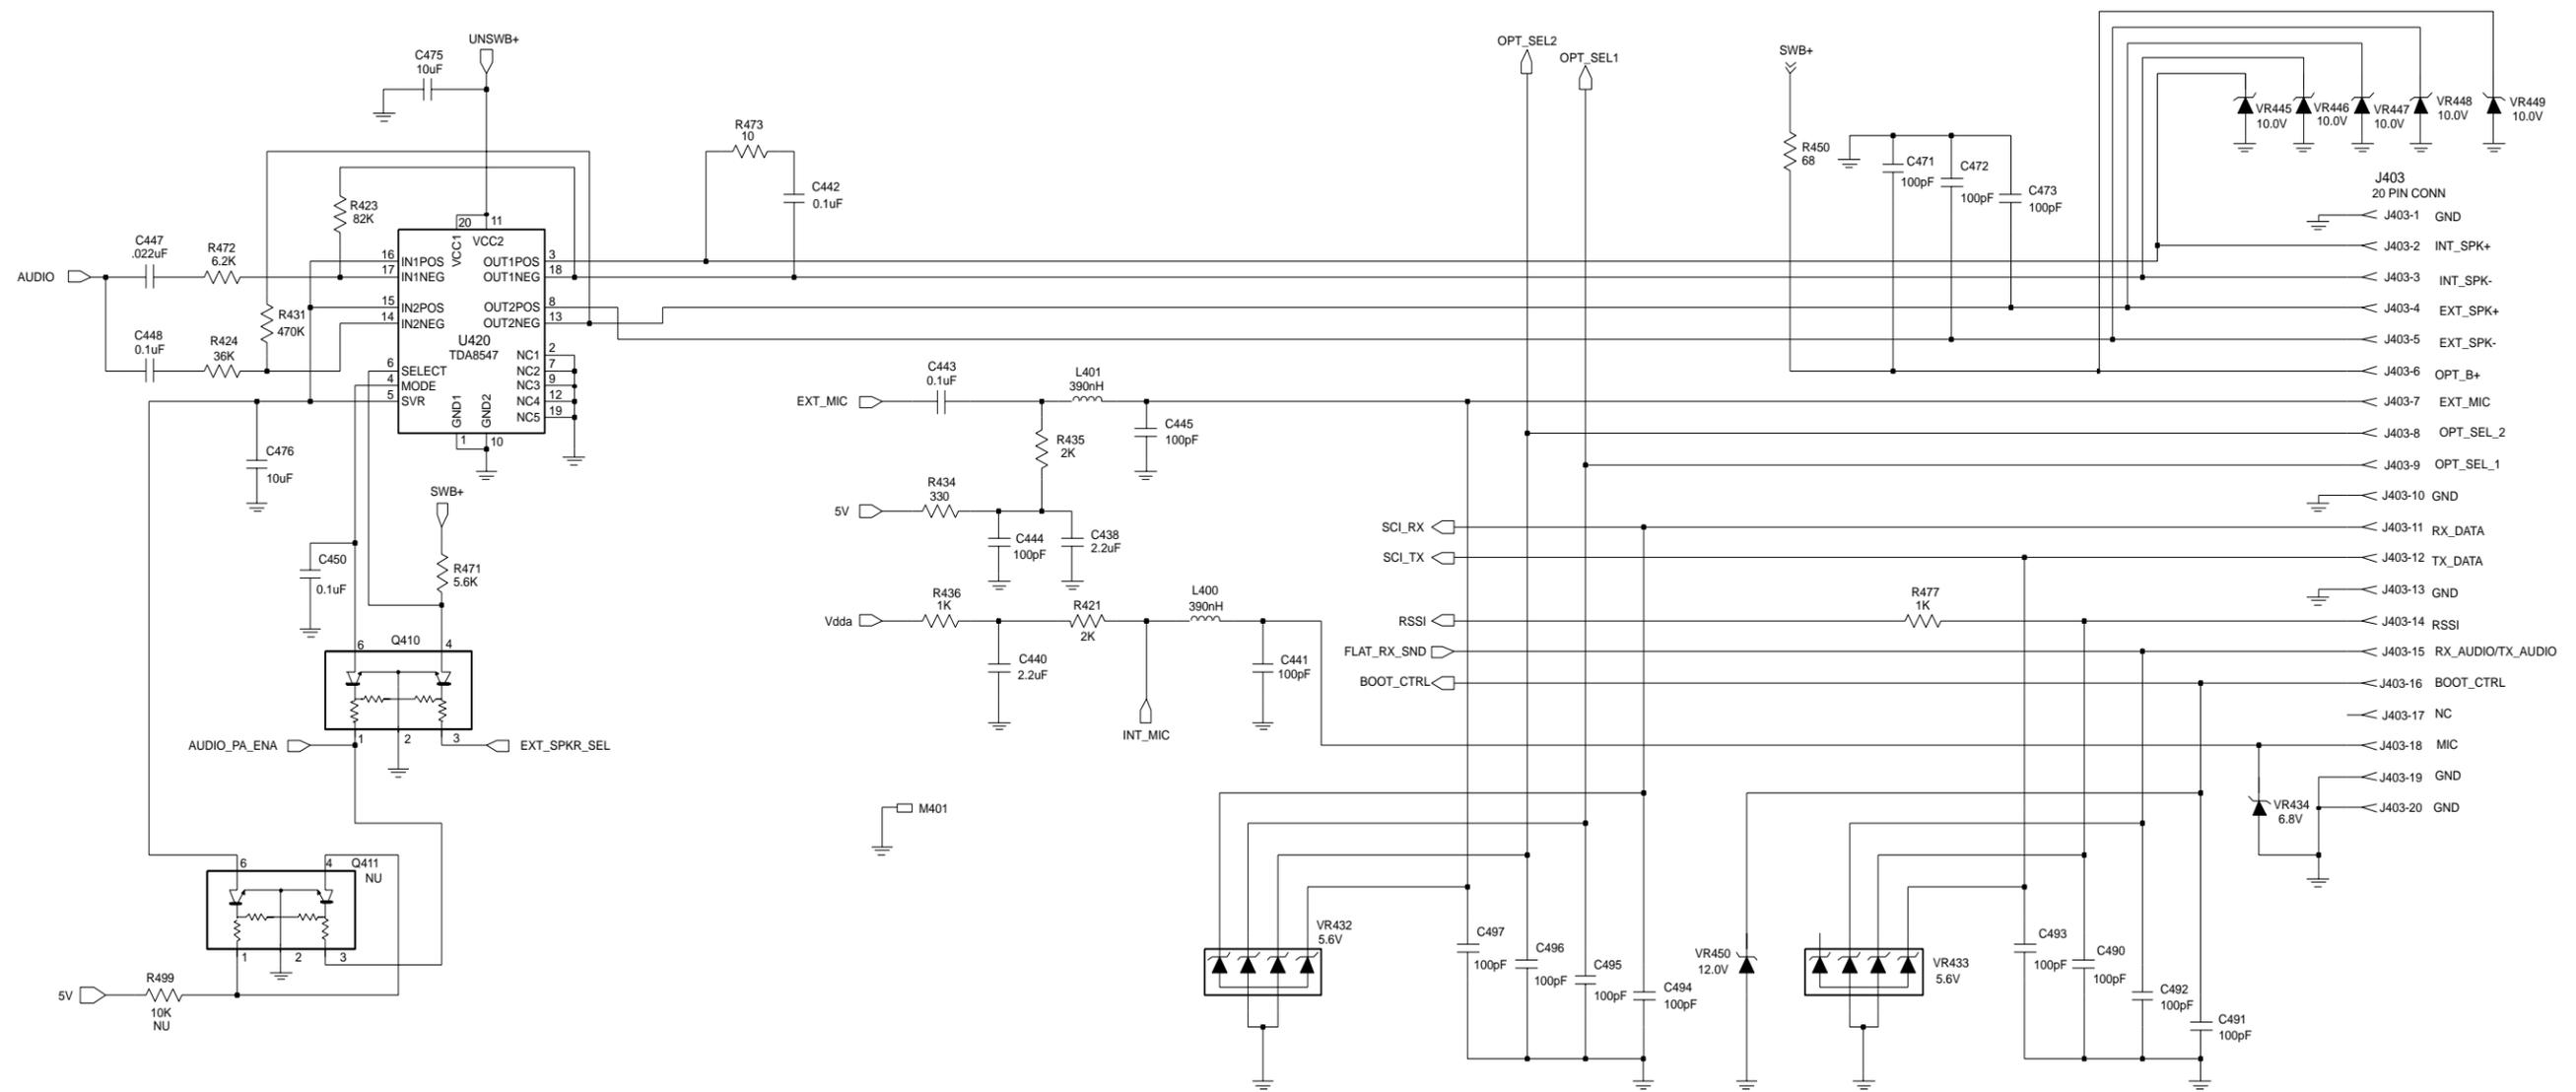 UNSWB+
C475
10uF
OPT_SEL2
OPT_SEL1
SWB+
VR445
10.0V
VR446
10.0V
VR447
10.0V
VR448
10.0V
VR449
10.0V
R473
10
C442
0.1uF
R450
68
C471
100pF
C472
100pF
C473
100pF
J403
20 PIN CONN
J403-1 GND
J403-2 INT_SPK+
J403-3 INT_SPK-
J403-4 EXT_SPK+
J403-5 EXT_SPK-
J403-6 OPT_B+
J403-7 EXT_MIC
J403-8 OPT_SEL_2
J403-9 OPT_SEL_1
J403-10 GND
J403-11 RX_DATA
J403-12 TX_DATA
J403-13 GND
J403-14 RSSI
J403-15 RX_AUDIO/TX_AUDIO
J403-16 BOOT_CTRL
J403-17 NC
J403-18 MIC
J403-19 GND
J403-20 GND
R423
82K
AUDIO
C447
.022uF
R472
6.2K
R431
470K
C448
0.1uF
R424
36K
20
11
VCC1
VCC2
16
IN1POS
17
IN1NEG
15
IN2POS
14
IN2NEG
6
SELECT
4
MODE
5
SVR
OUT1POS
3
OUT1NEG
18
OUT2POS
8
OUT2NEG
13
U420
TDA8547
NC1
2
NC2
7
NC3
9
NC4
12
NC5
19
GND1
GND2
1
10
C476
10uF
SWB+
R471
5.6K
C450
0.1uF
Q410
6
4
1
2
3
AUDIO_PA_ENA
EXT_SPKR_SEL
Q411
NU
6
4
1
2
3
5V
R499
10K
NU
EXT_MIC
C443
0.1uF
L401
390nH
R435
2K
C445
100pF
5V
R434
330
C444
100pF
C438
2.2uF
Vdda
R436
1K
C440
2.2uF
R421
2K
L400
390nH
C441
100pF
INT_MIC
M401
SCI_RX
SCI_TX
RSSI
FLAT_RX_SND
BOOT_CTRL
R477
1K
VR434
6.8V
VR432
5.6V
C497
100pF
C496
100pF
C495
100pF
C494
100pF
VR450
12.0V
VR433
5.6V
C493
100pF
C490
100pF
C492
100pF
C491
100pF